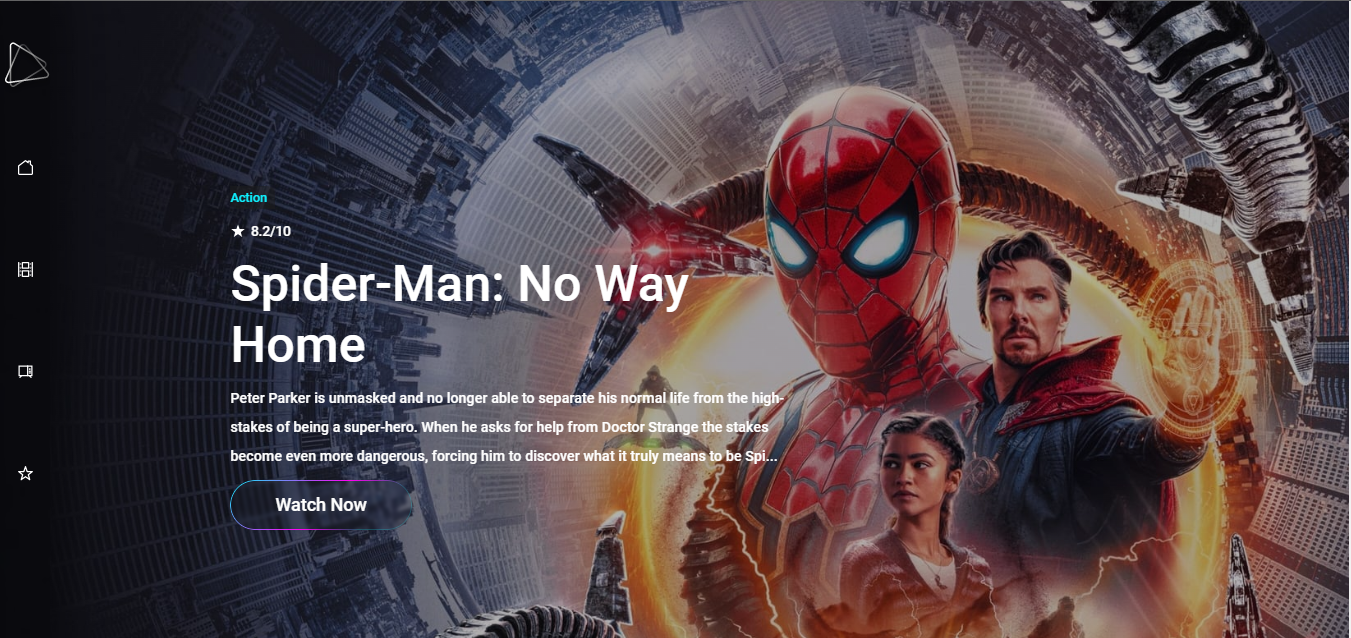 Action
★ 8.2/10
Spider-Man: No Way
Home
Peter Parker is unmasked and no longer able to separate his normal life from the high-
stakes of being a super-hero. When he asks for help from Doctor Strange the stakes
become even more dangerous, forcing him to discover what it truly means to be Spi...
Watch Now